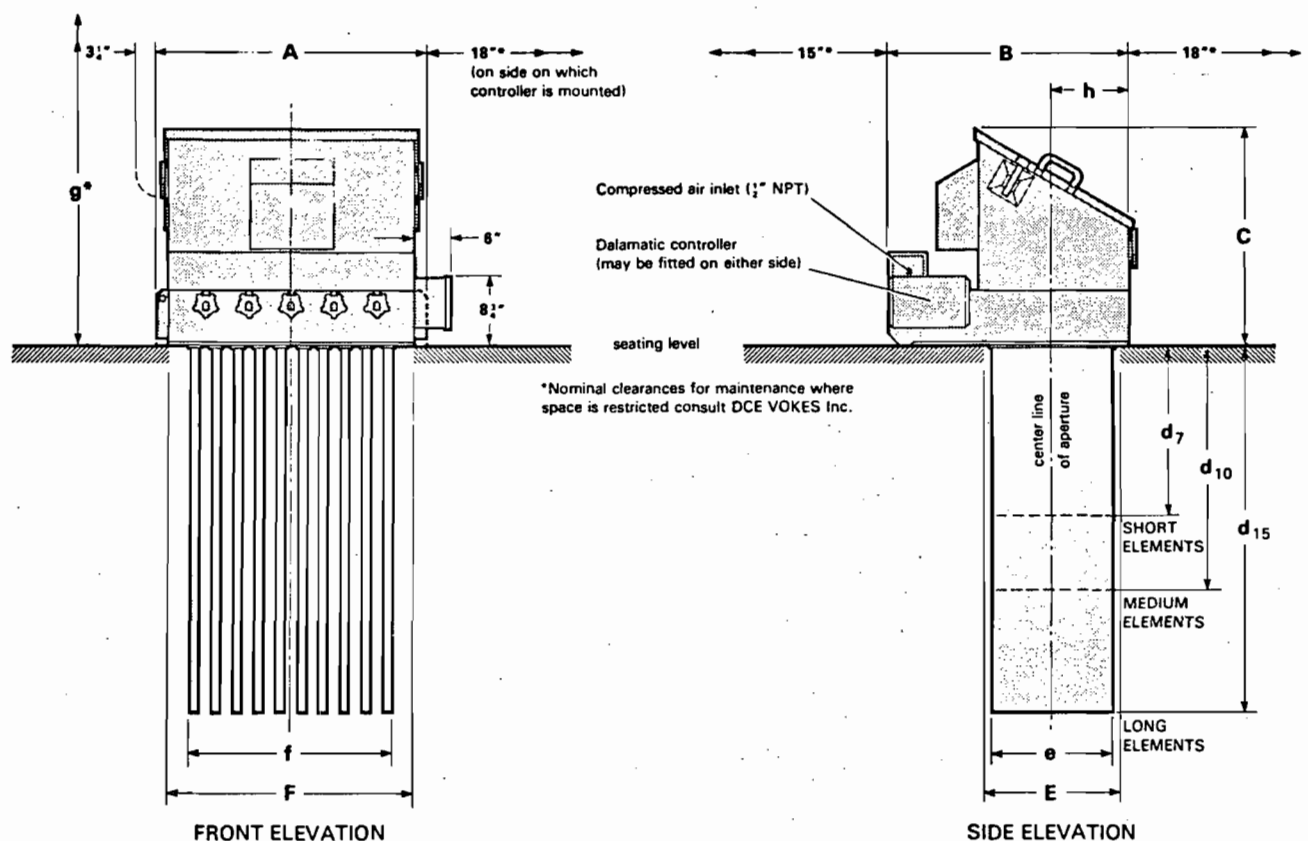 3¼"
A
18"*
(on side on which
controller is mounted)
g*
6"
8¾"
15"*
B
18"*
h
Compressed air inlet (½" NPT)
Dalamatic controller
(may be fitted on either side)
C
seating level
*Nominal clearances for maintenance where
space is restricted consult DCE VOKES Inc.
center line
of aperture
d7
d10
d15
SHORT
ELEMENTS
MEDIUM
ELEMENTS
LONG
ELEMENTS
f
F
e
E
FRONT ELEVATION
SIDE ELEVATION